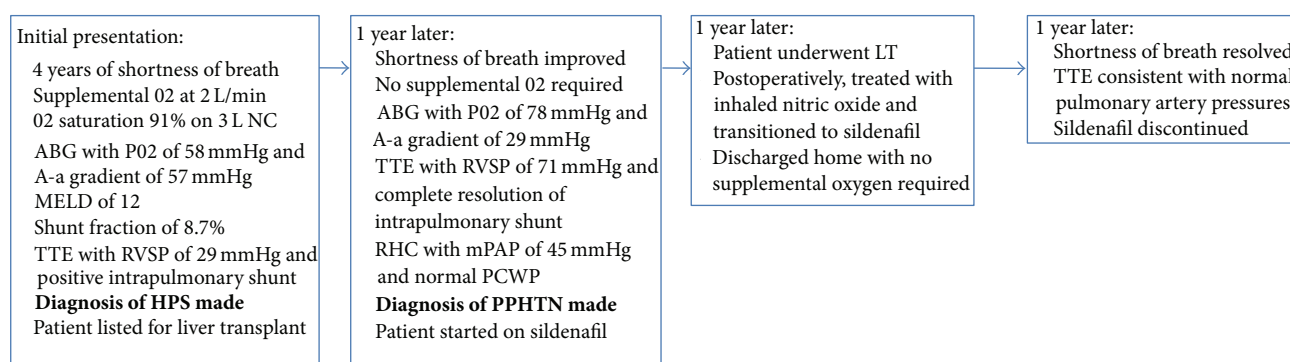 Initial presentation:
4 years of shortness of breath
Supplemental 02 at 2 L/min
02 saturation 91% on 3 L NC
ABG with P02 of 58 mmHg and
A-a gradient of 57 mmHg
MELD of 12
Shunt fraction of 8.7%
TTE with RVSP of 29 mmHg and
positive intrapulmonary shunt
Diagnosis of HPS made
Patient listed for liver transplant
1 year later:
Shortness of breath improved
No supplemental 02 required
ABG with P02 of 78 mmHg and
A-a gradient of 29 mmHg
TTE with RVSP of 71 mmHg and
complete resolution of
intrapulmonary shunt
RHC with mPAP of 45 mmHg
and normal PCWP
Diagnosis of PPHTN made
Patient started on sildenafil
1 year later:
Patient underwent LT
Postoperatively, treated with
inhaled nitric oxide and
transitioned to sildenafil
Discharged home with no
supplemental oxygen required
1 year later:
Shortness of breath resolved
TTE consistent with normal
pulmonary artery pressures
Sildenafil discontinued